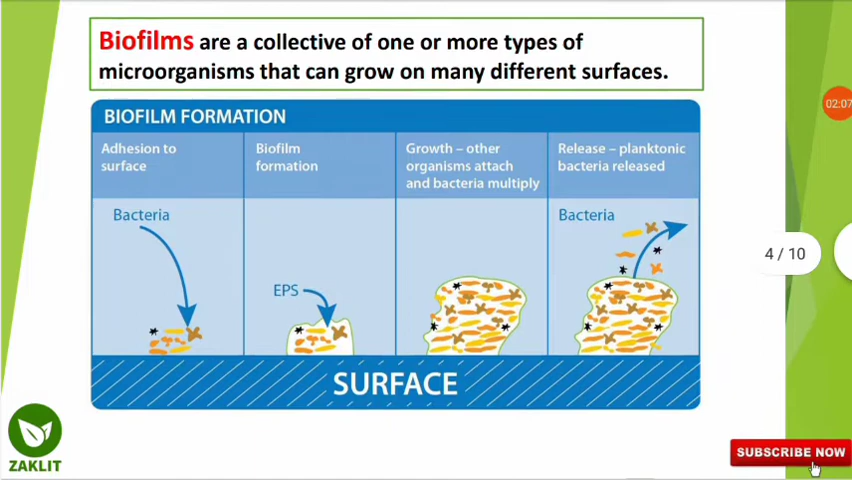 Biofilms are a collective of one or more types of
microorganisms that can grow on many different surfaces.
02:07
BIOFILM FORMATION
Adhesion to
surface
Biofilm
formation
Growth – other
organisms attach
and bacteria multiply
Release – planktonic
bacteria released
Bacteria
Bacteria
4 / 10
EPS
SURFACE
ZAKLIT
SUBSCRIBE NOW